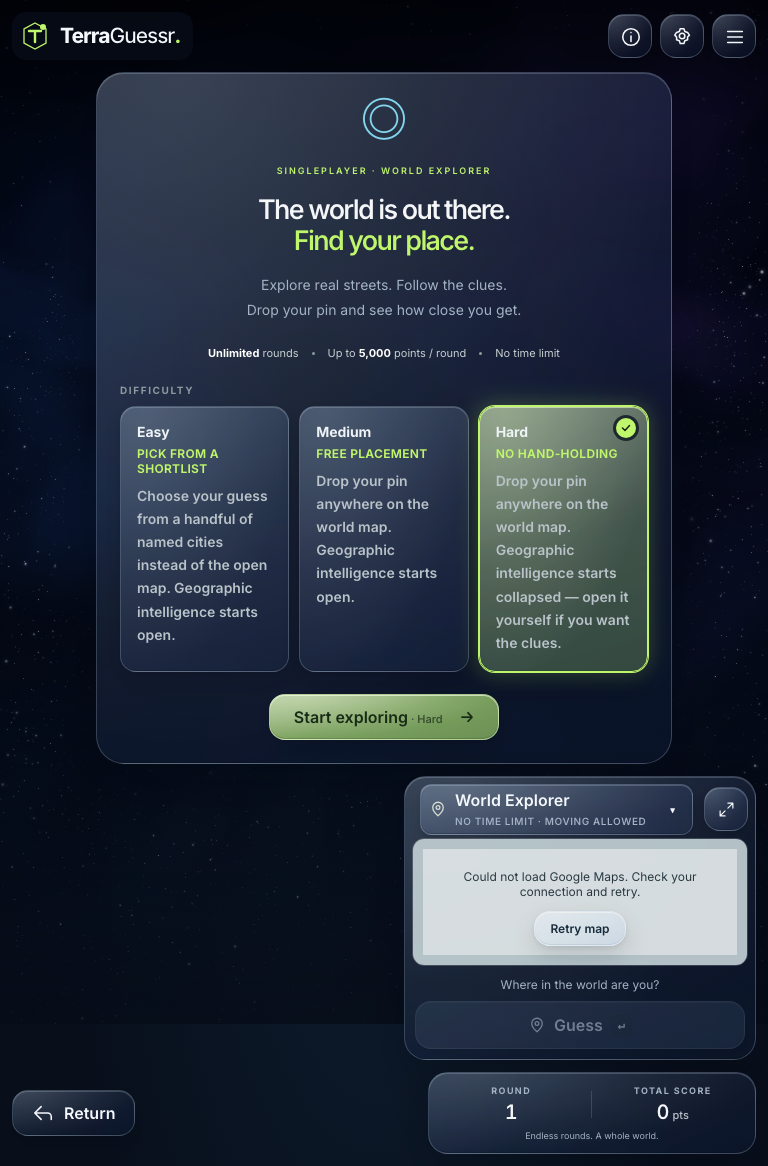 TerraGuessr.
SINGLEPLAYER · WORLD EXPLORER
The world is out there.
Find your place.
Explore real streets. Follow the clues.
Drop your pin and see how close you get.
Unlimited rounds • Up to 5,000 points / round • No time limit
DIFFICULTY
Easy
PICK FROM A
SHORTLIST
Choose your guess
from a handful of
named cities
instead of the open
map. Geographic
intelligence starts
open.
Medium
FREE PLACEMENT
Drop your pin
anywhere on the
world map.
Geographic
intelligence starts
open.
Hard
NO HAND-HOLDING
Drop your pin
anywhere on the
world map.
Geographic
intelligence starts
collapsed — open it
yourself if you want
the clues.
Start exploring · Hard →
World Explorer ▾
NO TIME LIMIT · MOVING ALLOWED
Could not load Google Maps. Check your
connection and retry.
Retry map
Where in the world are you?
Guess ↵
Return
ROUND
1
TOTAL SCORE
0 pts
Endless rounds. A whole world.